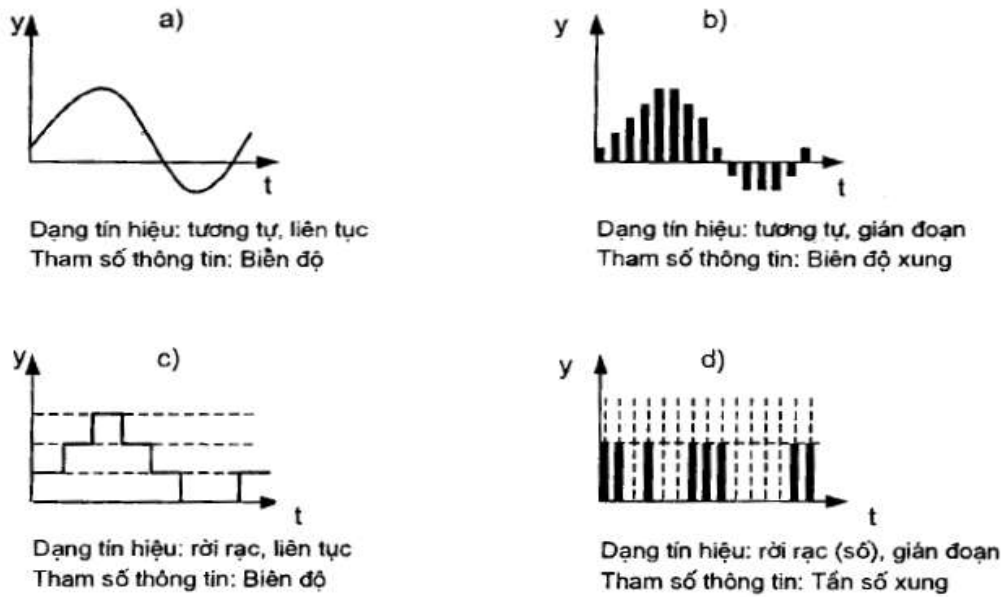 a)
y
t
Dạng tín hiệu: tương tự, liên tục
Tham số thông tin: Biên độ
b)
y
t
Dạng tín hiệu: tương tự, gián đoạn
Tham số thông tin: Biên độ xung
c)
y
t
Dạng tín hiệu: rời rạc, liên tục
Tham số thông tin: Biên độ
d)
y
t
Dạng tín hiệu: rời rạc (số), gián đoạn
Tham số thông tin: Tần số xung